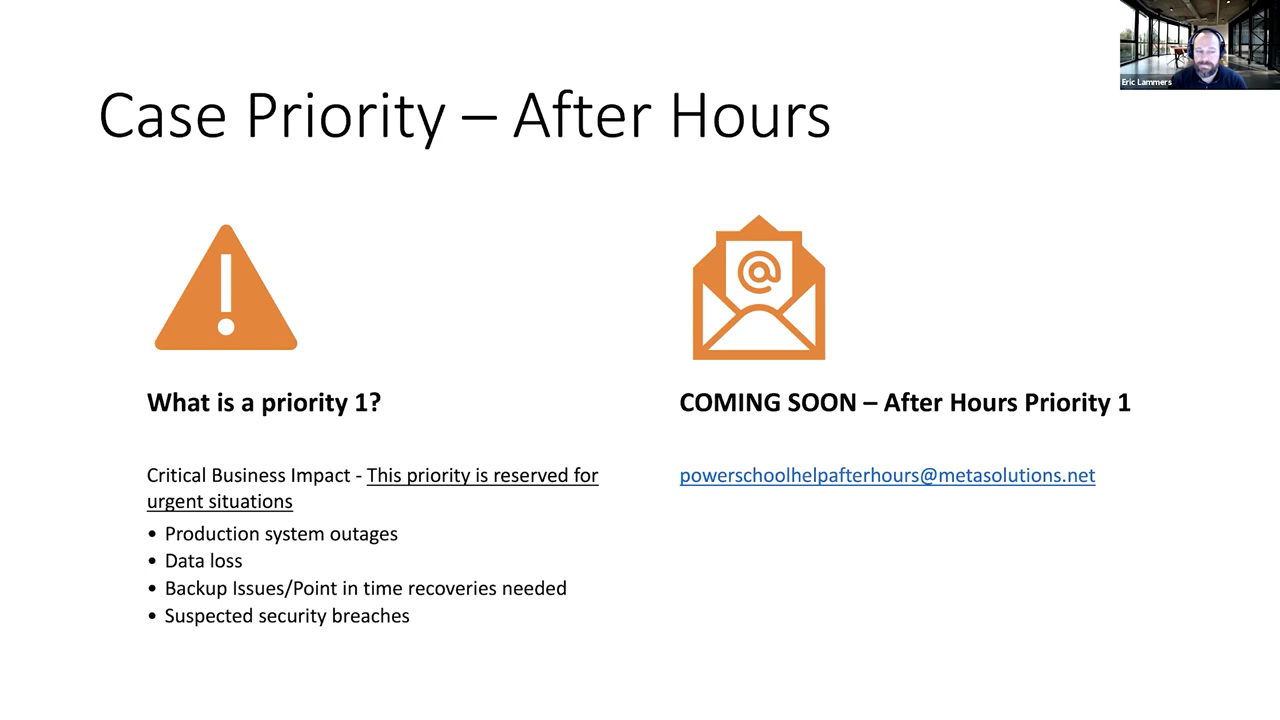 Eric Lammers
Case Priority – After Hours
What is a priority 1?
Critical Business Impact - This priority is reserved for
urgent situations
• Production system outages
• Data loss
• Backup Issues/Point in time recoveries needed
• Suspected security breaches
COMING SOON – After Hours Priority 1
powerschoolhelpafterhours@metasolutions.net